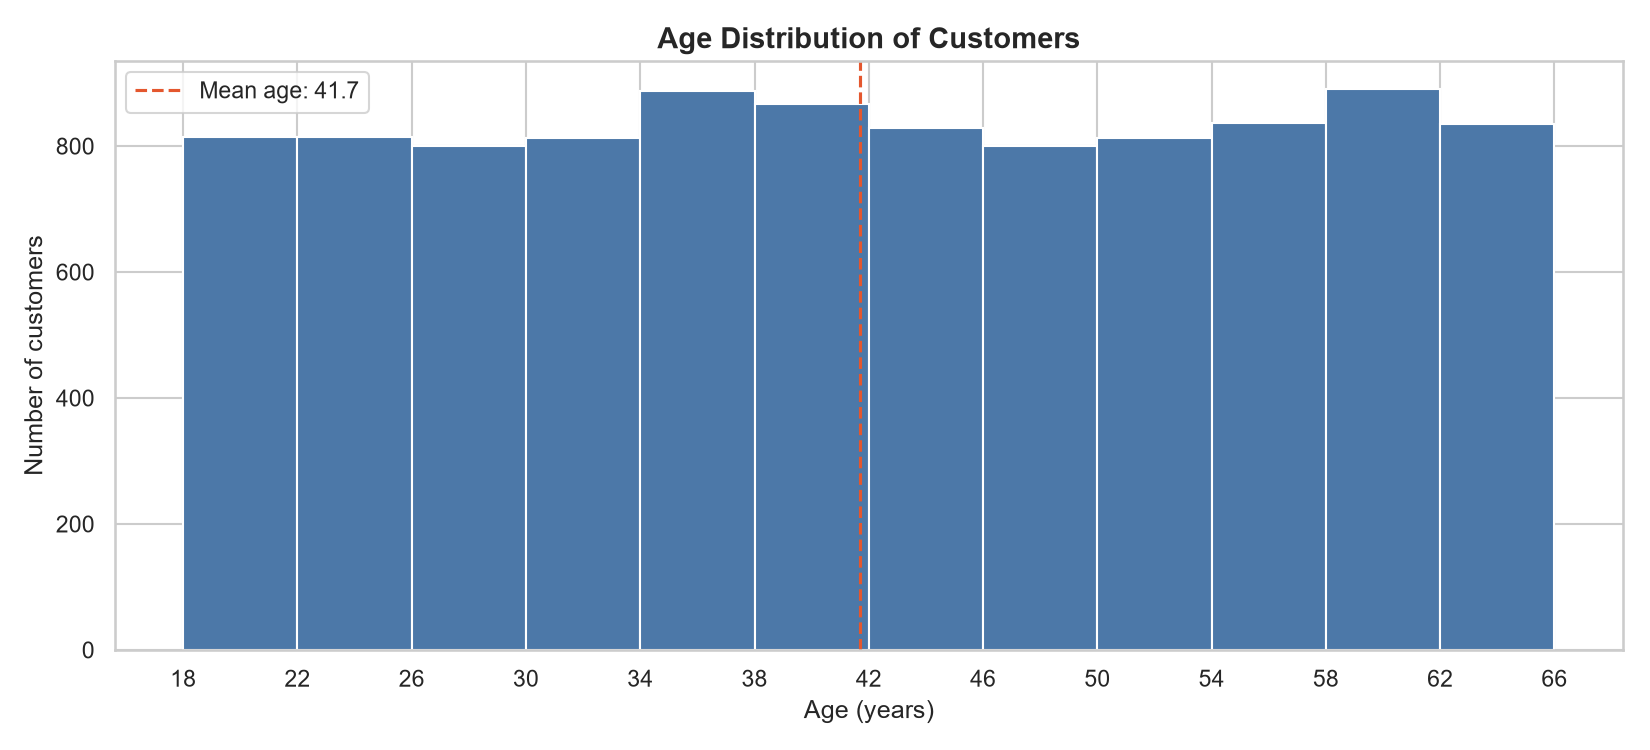 Age Distribution of Customers
Mean age: 41.7
800
600
400
200
0
Number of customers
18 22 26 30 34 38 42 46 50 54 58 62 66
Age (years)